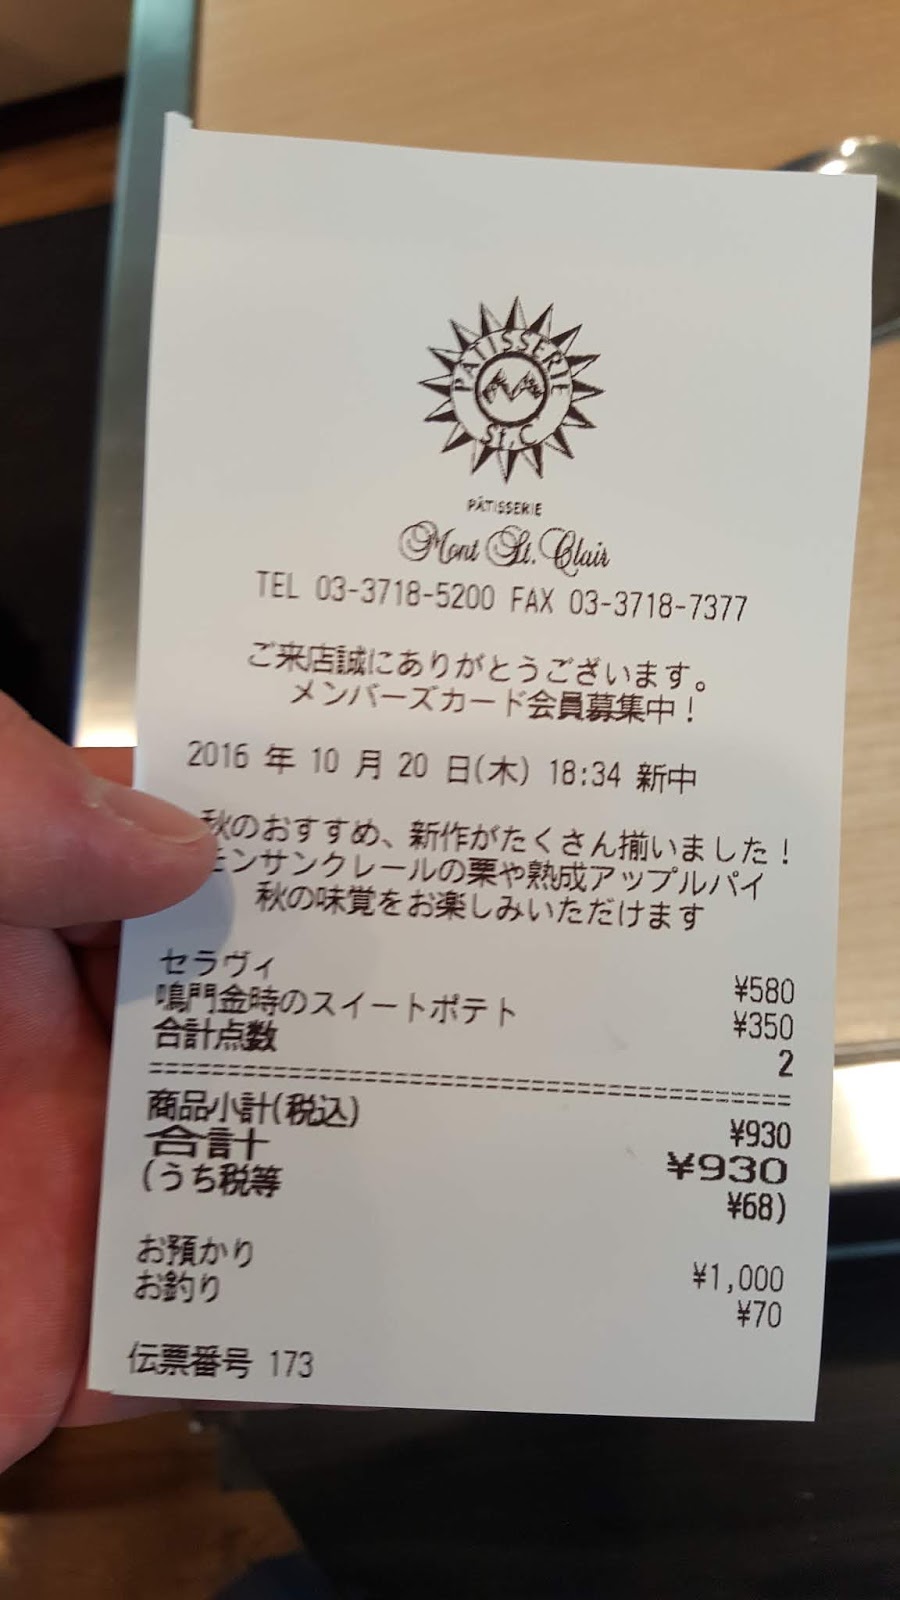 PATISSERIE
M
St. C
PÂTISSERIE
Mont St. Clair
TEL 03-3718-5200 FAX 03-3718-7377
ご来店誠にありがとうございます。
メンバーズカード会員募集中!
2016 年 10 月 20 日(木) 18:34 新中
秋のおすすめ、新作がたくさん揃いました!
モンサンクレールの栗や熟成アップルパイ
秋の味覚をお楽しみいただけます
セラヴィ ¥580
鳴門金時のスイートポテト ¥350
合計点数 2
==========================================
商品小計(税込) ¥930
合計 ¥930
(うち税等 ¥68)
お預かり ¥1,000
お釣り ¥70
伝票番号 173